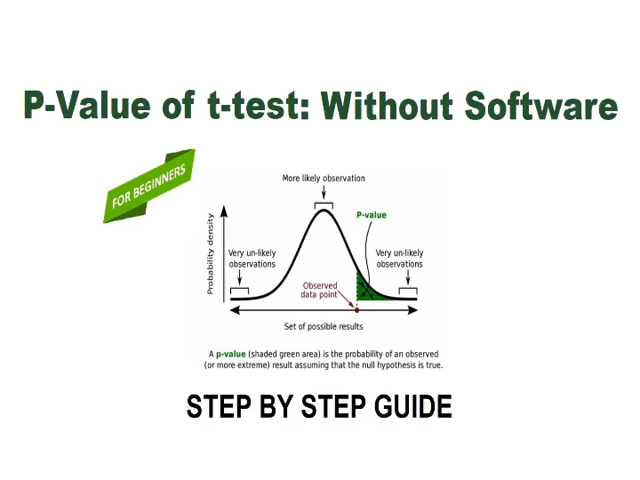 P-Value of t-test: Without Software
FOR BEGINNERS
More likely observation
P-value
Probability density
Very un-likely
observations
Very un-likely
observations
Observed
data point
Set of possible results
A p-value (shaded green area) is the probability of an observed
(or more extreme) result assuming that the null hypothesis is true.
STEP BY STEP GUIDE